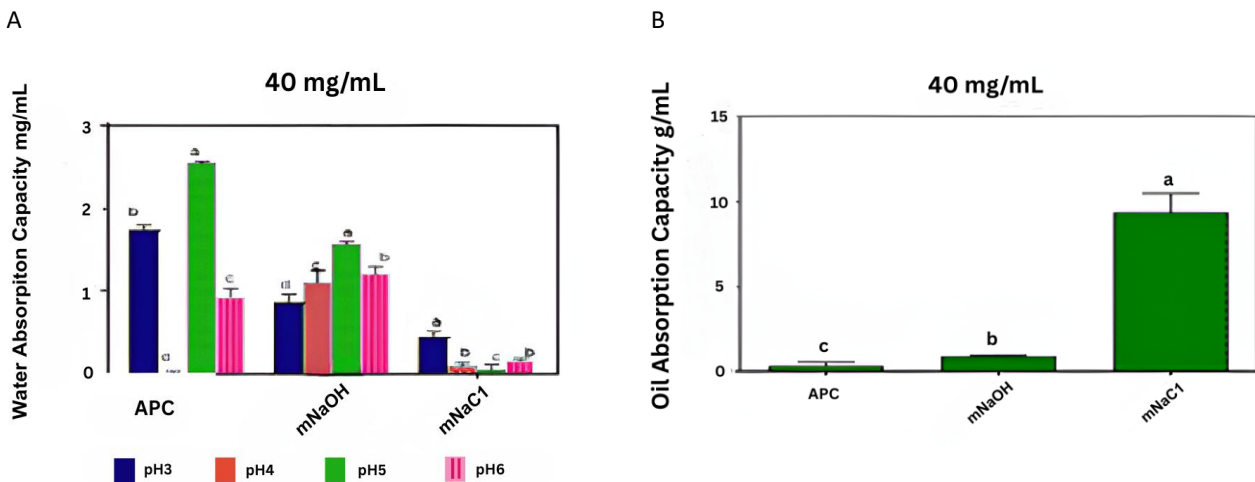 A
B
40 mg/mL
Water Absorpiton Capacity mg/mL
3
2
1
0
b
d
a
c
d
c
a
b
a
b
c
b
APC
mNaOH
mNaC1
pH3
pH4
pH5
pH6
40 mg/mL
Oil Absorption Capacity g/mL
15
10
5
0
c
b
a
APC
mNaOH
mNaC1